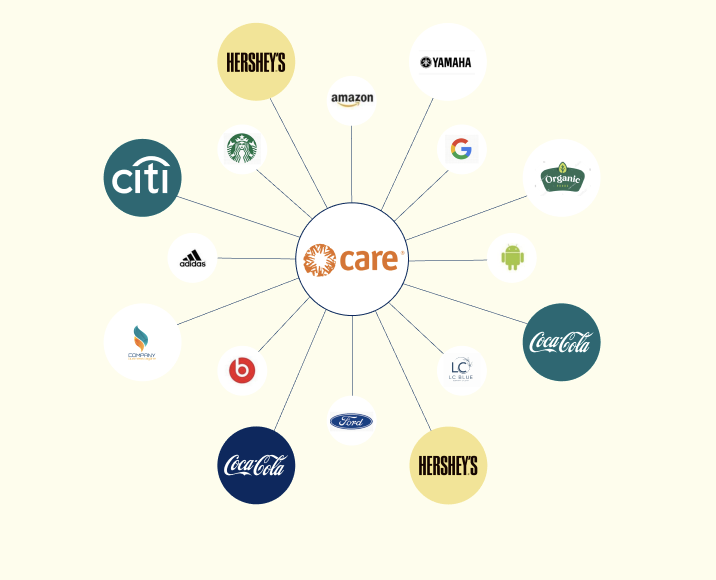 HERSHEY'S
YAMAHA
amazon
Organic
citi
care®
adidas
COMPANY
Coca-Cola
LC
LC BLUE
b
Ford
Coca-Cola
HERSHEY'S